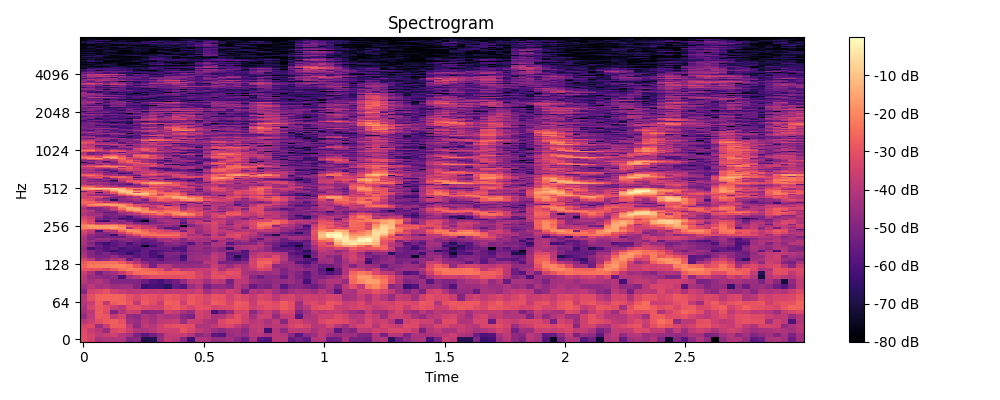 Spectrogram
Hz
4096
2048
1024
512
256
128
64
0
0
0.5
1
1.5
2
2.5
Time
-10 dB
-20 dB
-30 dB
-40 dB
-50 dB
-60 dB
-70 dB
-80 dB